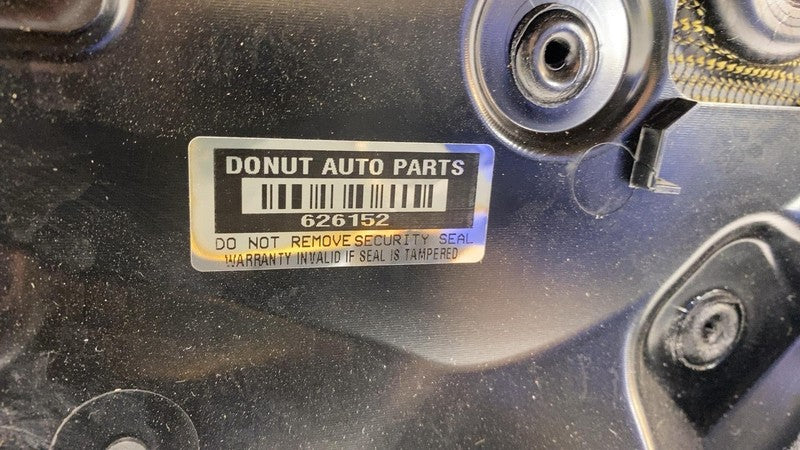 DONUT AUTO PARTS
626152
DO NOT REMOVE SECURITY SEAL
WARRANTY INVALID IF SEAL IS TAMPERED